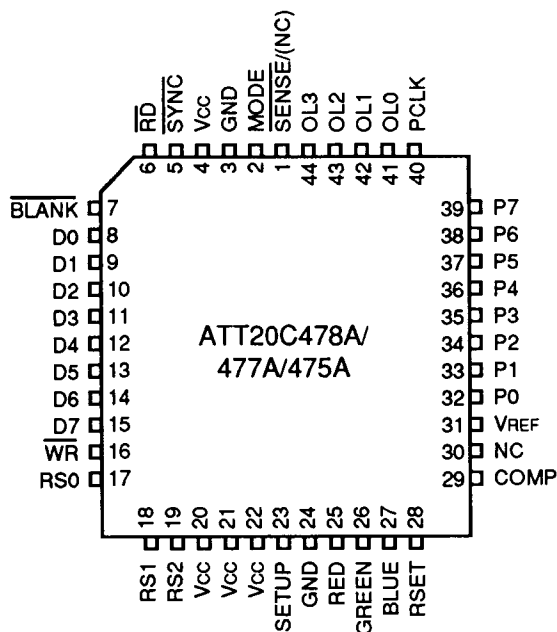 RD SYNC VCC GND MODE SENSE/(NC) OL3 OL2 OL1 OL0 PCLK
6 5 4 3 2 1 44 43 42 41 40
BLANK 7
D0 8
D1 9
D2 10
D3 11
D4 12
D5 13
D6 14
D7 15
WR 16
RS0 17
ATT20C478A/
477A/475A
39 P7
38 P6
37 P5
36 P4
35 P3
34 P2
33 P1
32 P0
31 VREF
30 NC
29 COMP
18 19 20 21 22 23 24 25 26 27 28
RS1 RS2 VCC VCC VCC SETUP GND RED GREEN BLUE RSET